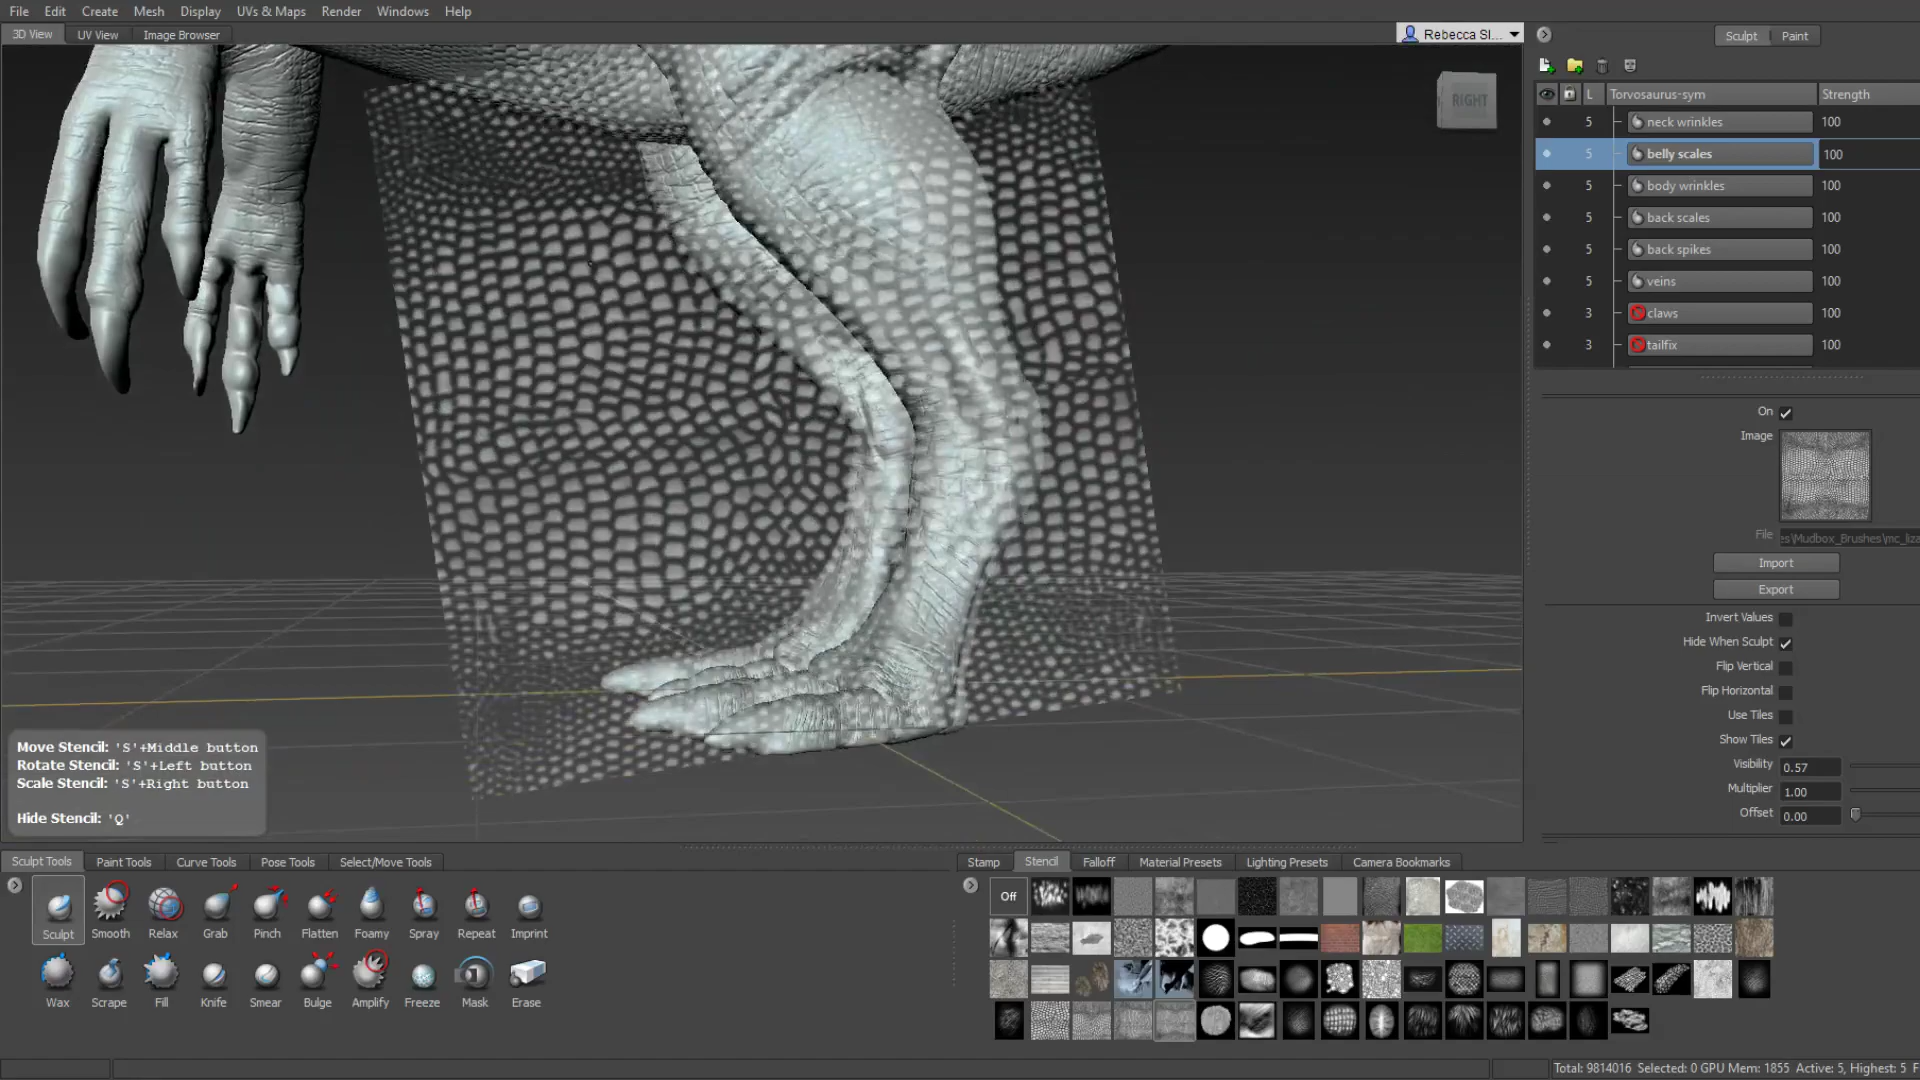 File Edit Create Mesh Display UVs & Maps Render Curves Windows Help
3D View UV View Image Browser
Rebecca Sl...
RIGHT
Sculpt Paint
L Torvosaurus-sym Strength
5 neck wrinkles 100
5 belly scales 100
5 body wrinkles 100
5 back scales 100
5 back spikes 100
5 veins 100
3 claws 100
3 tailfix 100
On
Image
File es\Mudbox_Brushes\mc_liza
Import
Export
Invert Values
Hide When Sculpt
Flip Vertical
Flip Horizontal
Use Tiles
Show Tiles
Visibility 0.57
Multiplier 1.00
Offset 0.00
Move Stencil: 'S'+Middle button
Rotate Stencil: 'S'+Left button
Scale Stencil: 'S'+Right button
Hide Stencil: 'Q'
Sculpt Tools Paint Tools Curve Tools Pose Tools Select/Move Tools
Sculpt Smooth Relax Grab Pinch Flatten Foamy Spray Repeat Imprint
Wax Scrape Fill Knife Smear Bulge Amplify Freeze Mask Erase
Stamp Stencil Falloff Material Presets Lighting Presets Camera Bookmarks
Off
Total: 9814016 Selected: 0 GPU Mem: 1855 Active: 5, Highest: 5 F